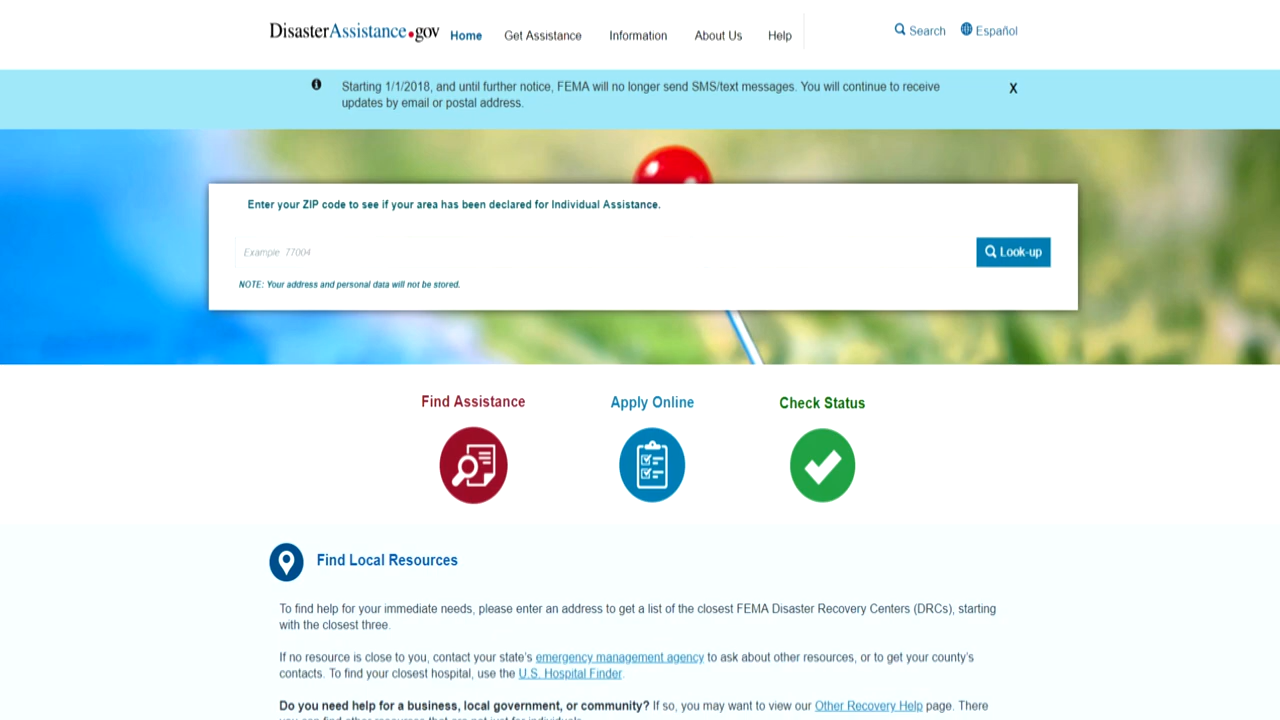 DisasterAssistance.gov Home Get Assistance Information About Us Help Search Español
Starting 1/1/2018, and until further notice, FEMA will no longer send SMS/text messages. You will continue to receive X
updates by email or postal address.
Enter your ZIP code to see if your area has been declared for Individual Assistance.
Example 77004 Look-up
NOTE: Your address and personal data will not be stored.
Find Assistance Apply Online Check Status
Find Local Resources
To find help for your immediate needs, please enter an address to get a list of the closest FEMA Disaster Recovery Centers (DRCs), starting
with the closest three.
If no resource is close to you, contact your state's emergency management agency to ask about other resources, or to get your county's
contacts. To find your closest hospital, use the U.S. Hospital Finder.
Do you need help for a business, local government, or community? If so, you may want to view our Other Recovery Help page. There